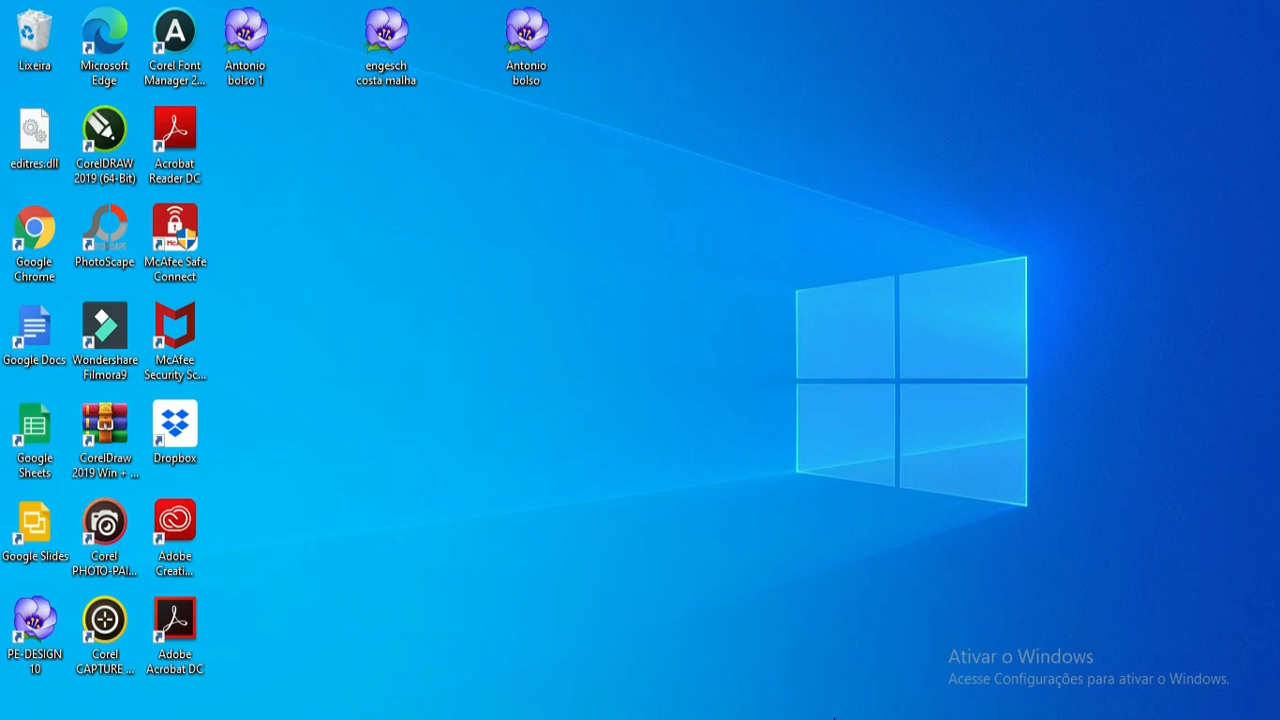 Lixeira
Microsoft
Edge
Corel Font
Manager 2...
Antonio
bolso 1
engesch
costa malha
Antonio
bolso
editres.dll
CorelDRAW
2019 (64-Bit)
Acrobat
Reader DC
Google
Chrome
PhotoScape
McAfee Safe
Connect
Google Docs
Wondershare
Filmora9
McAfee
Security Sc...
Google
Sheets
CorelDraw
2019 Win + ...
Dropbox
Google Slides
Corel
PHOTO-PAI...
Adobe
Creati...
PE-DESIGN
10
Corel
CAPTURE ...
Adobe
Acrobat DC
Ativar o Windows
Acesse Configurações para ativar o Windows.